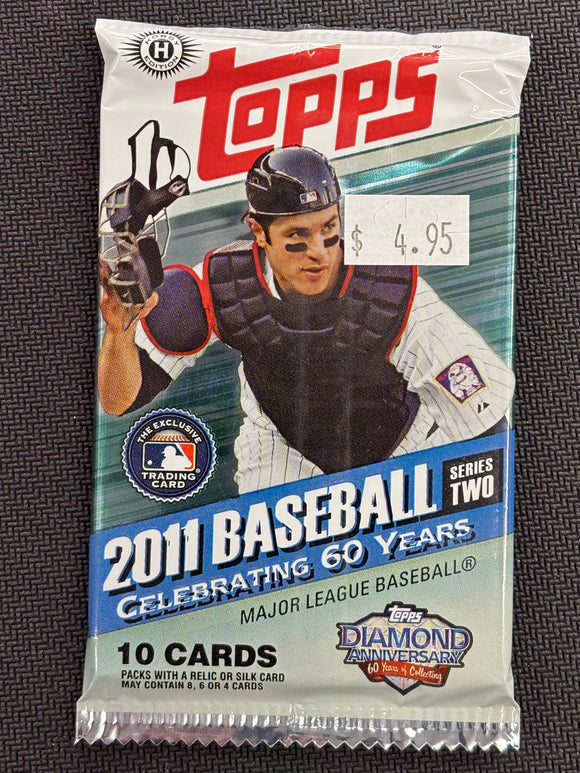 HOBBY
H
EDITION
TOPPS®
$ 4.95
THE EXCLUSIVE
TRADING
CARD
2011 BASEBALL
SERIES
TWO
CELEBRATING 60 YEARS
MAJOR LEAGUE BASEBALL®
10 CARDS
PACKS WITH A RELIC OR SILK CARD
MAY CONTAIN 8, 6 OR 4 CARDS
TOPPS
DIAMOND
ANNIVERSARY
60 Years of Collecting